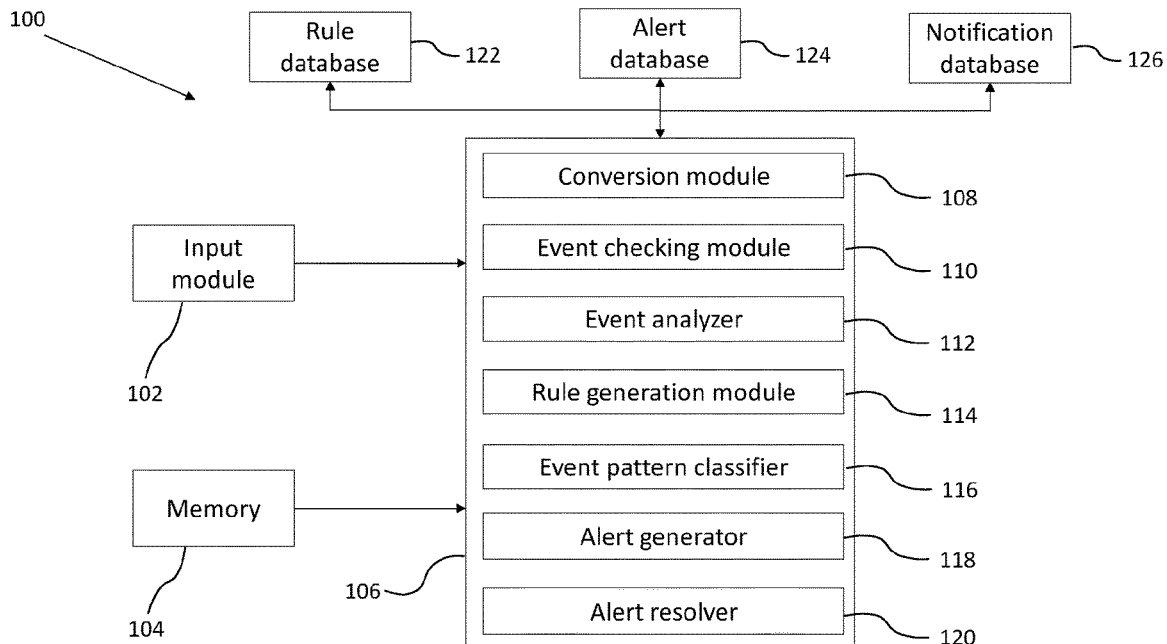 100
Rule
database
122
Alert
database
124
Notification
database
126
Conversion module
108
Input
module
102
Event checking module
110
Event analyzer
112
Rule generation module
114
Memory
104
Event pattern classifier
116
Alert generator
118
106
Alert resolver
120